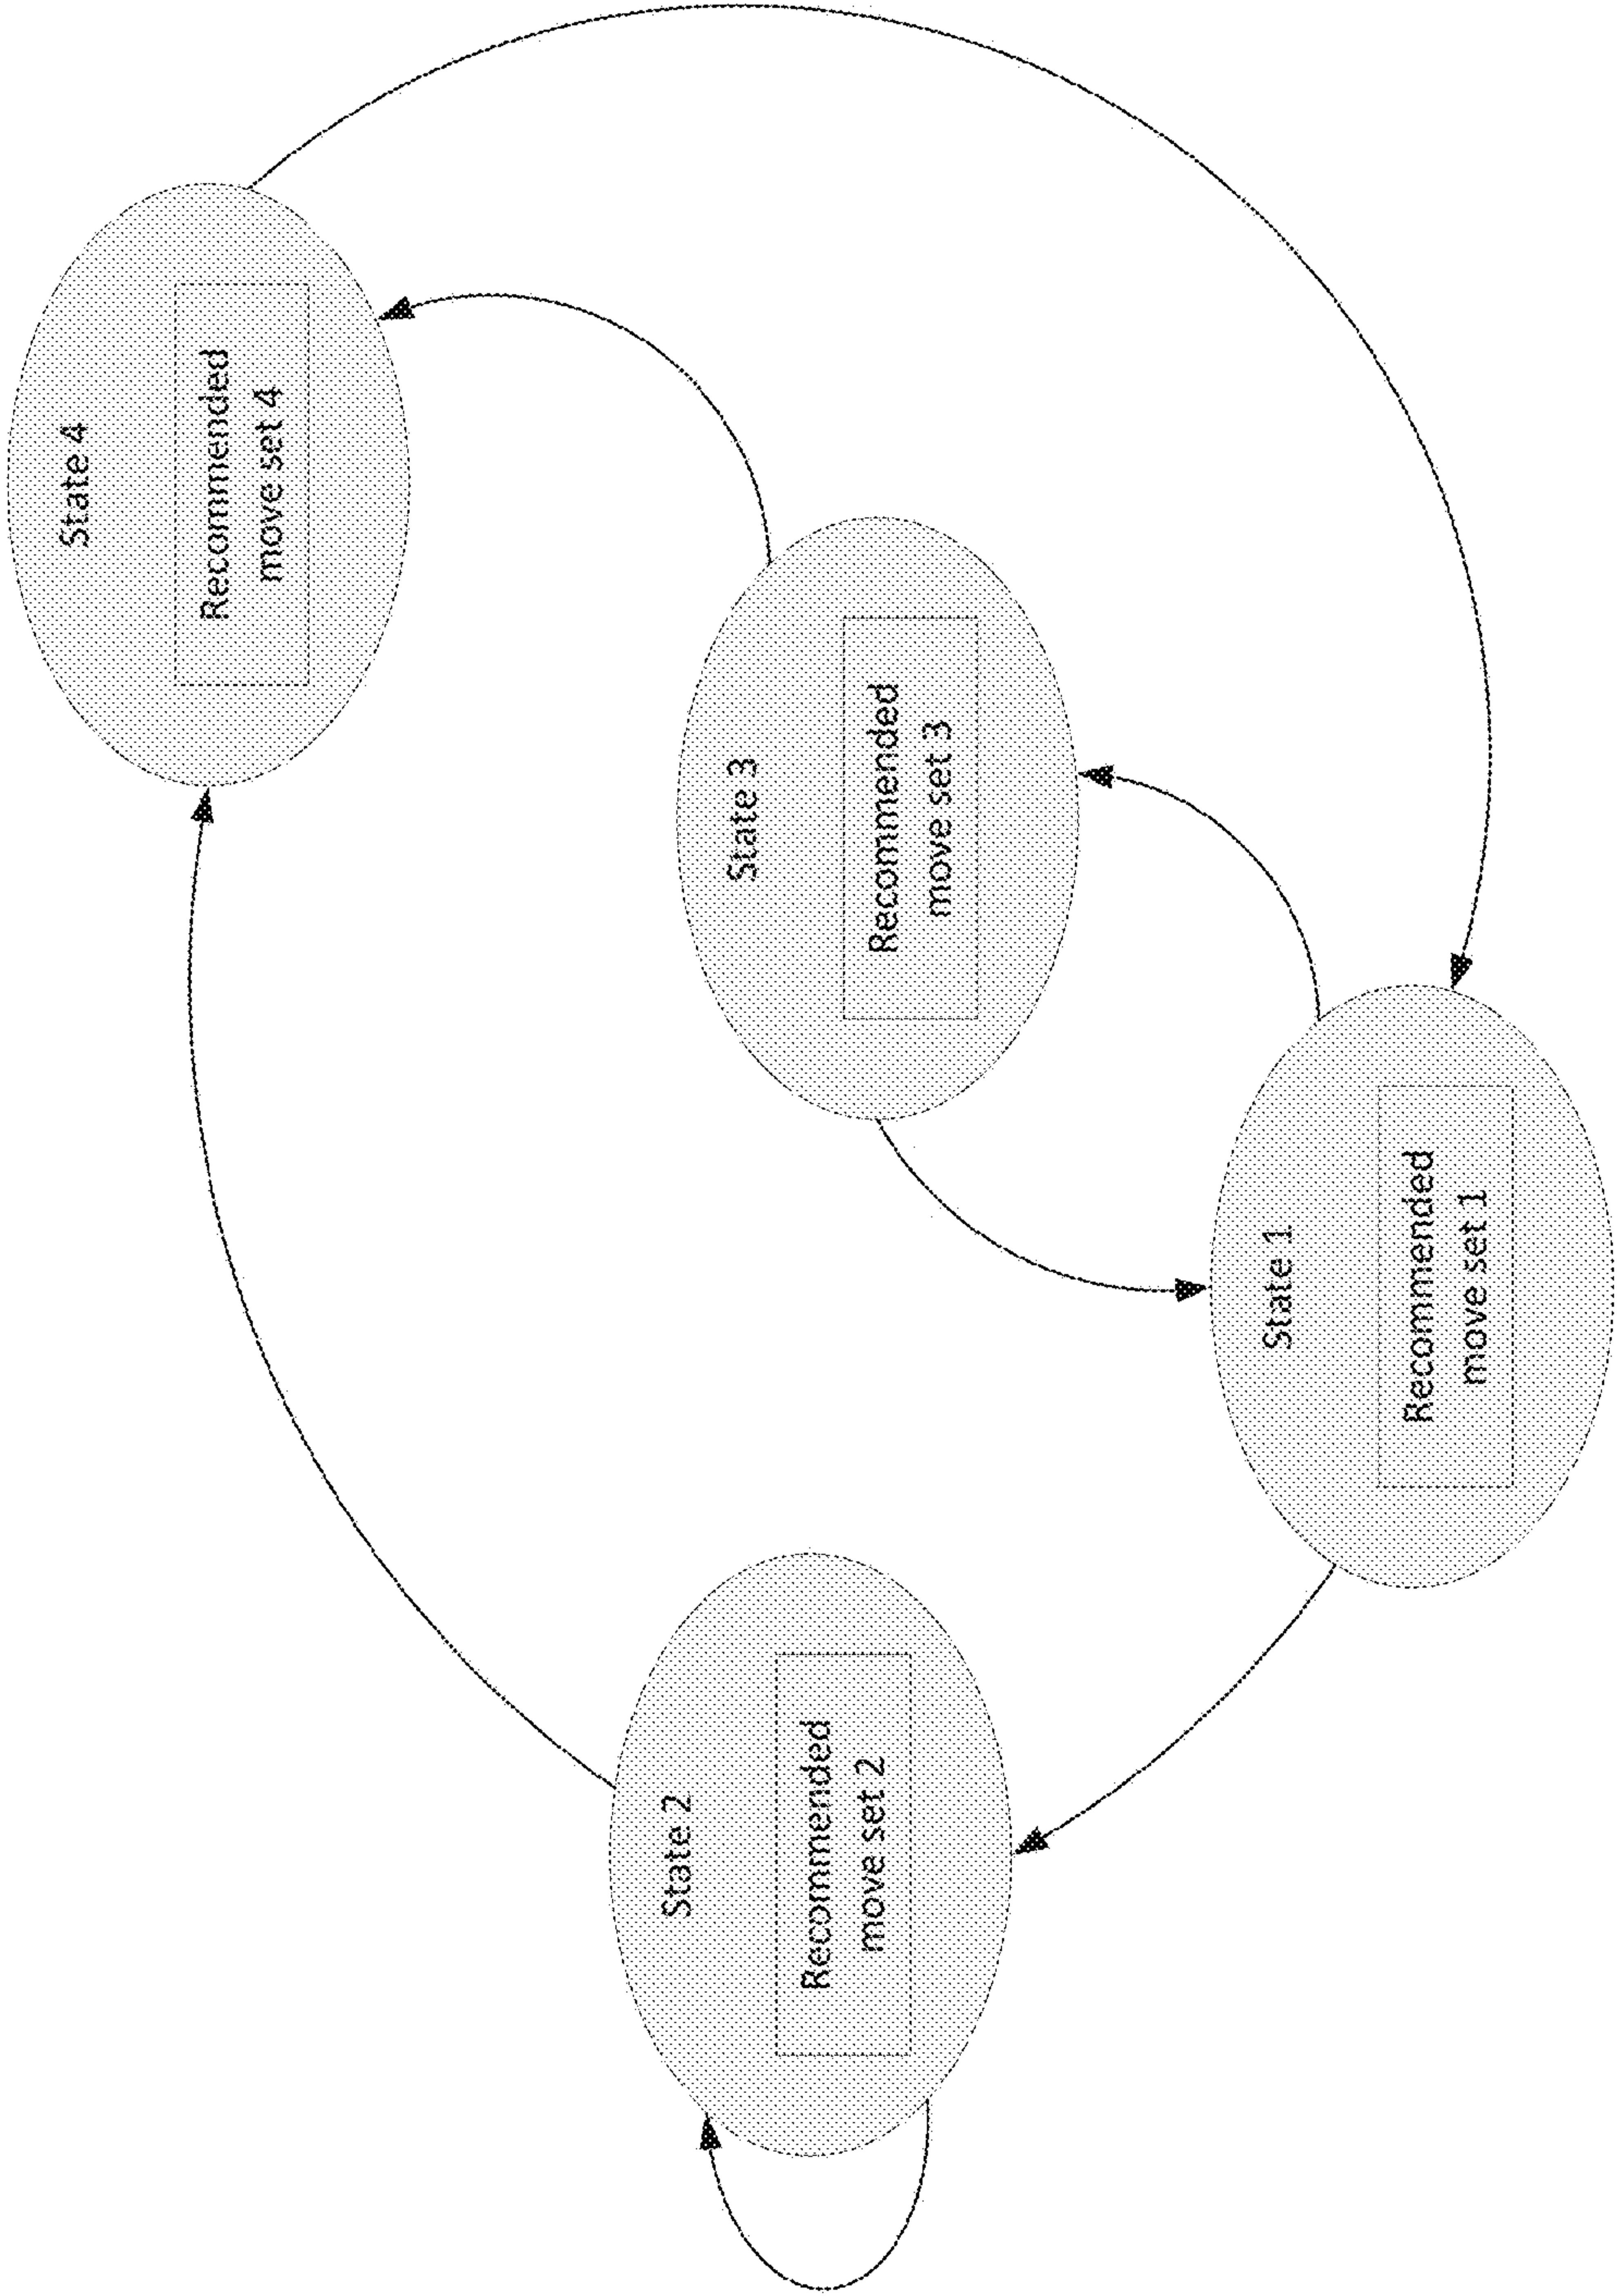 State 1
Recommended
move set 1
State 2
Recommended
move set 2
State 3
Recommended
move set 3
State 4
Recommended
move set 4